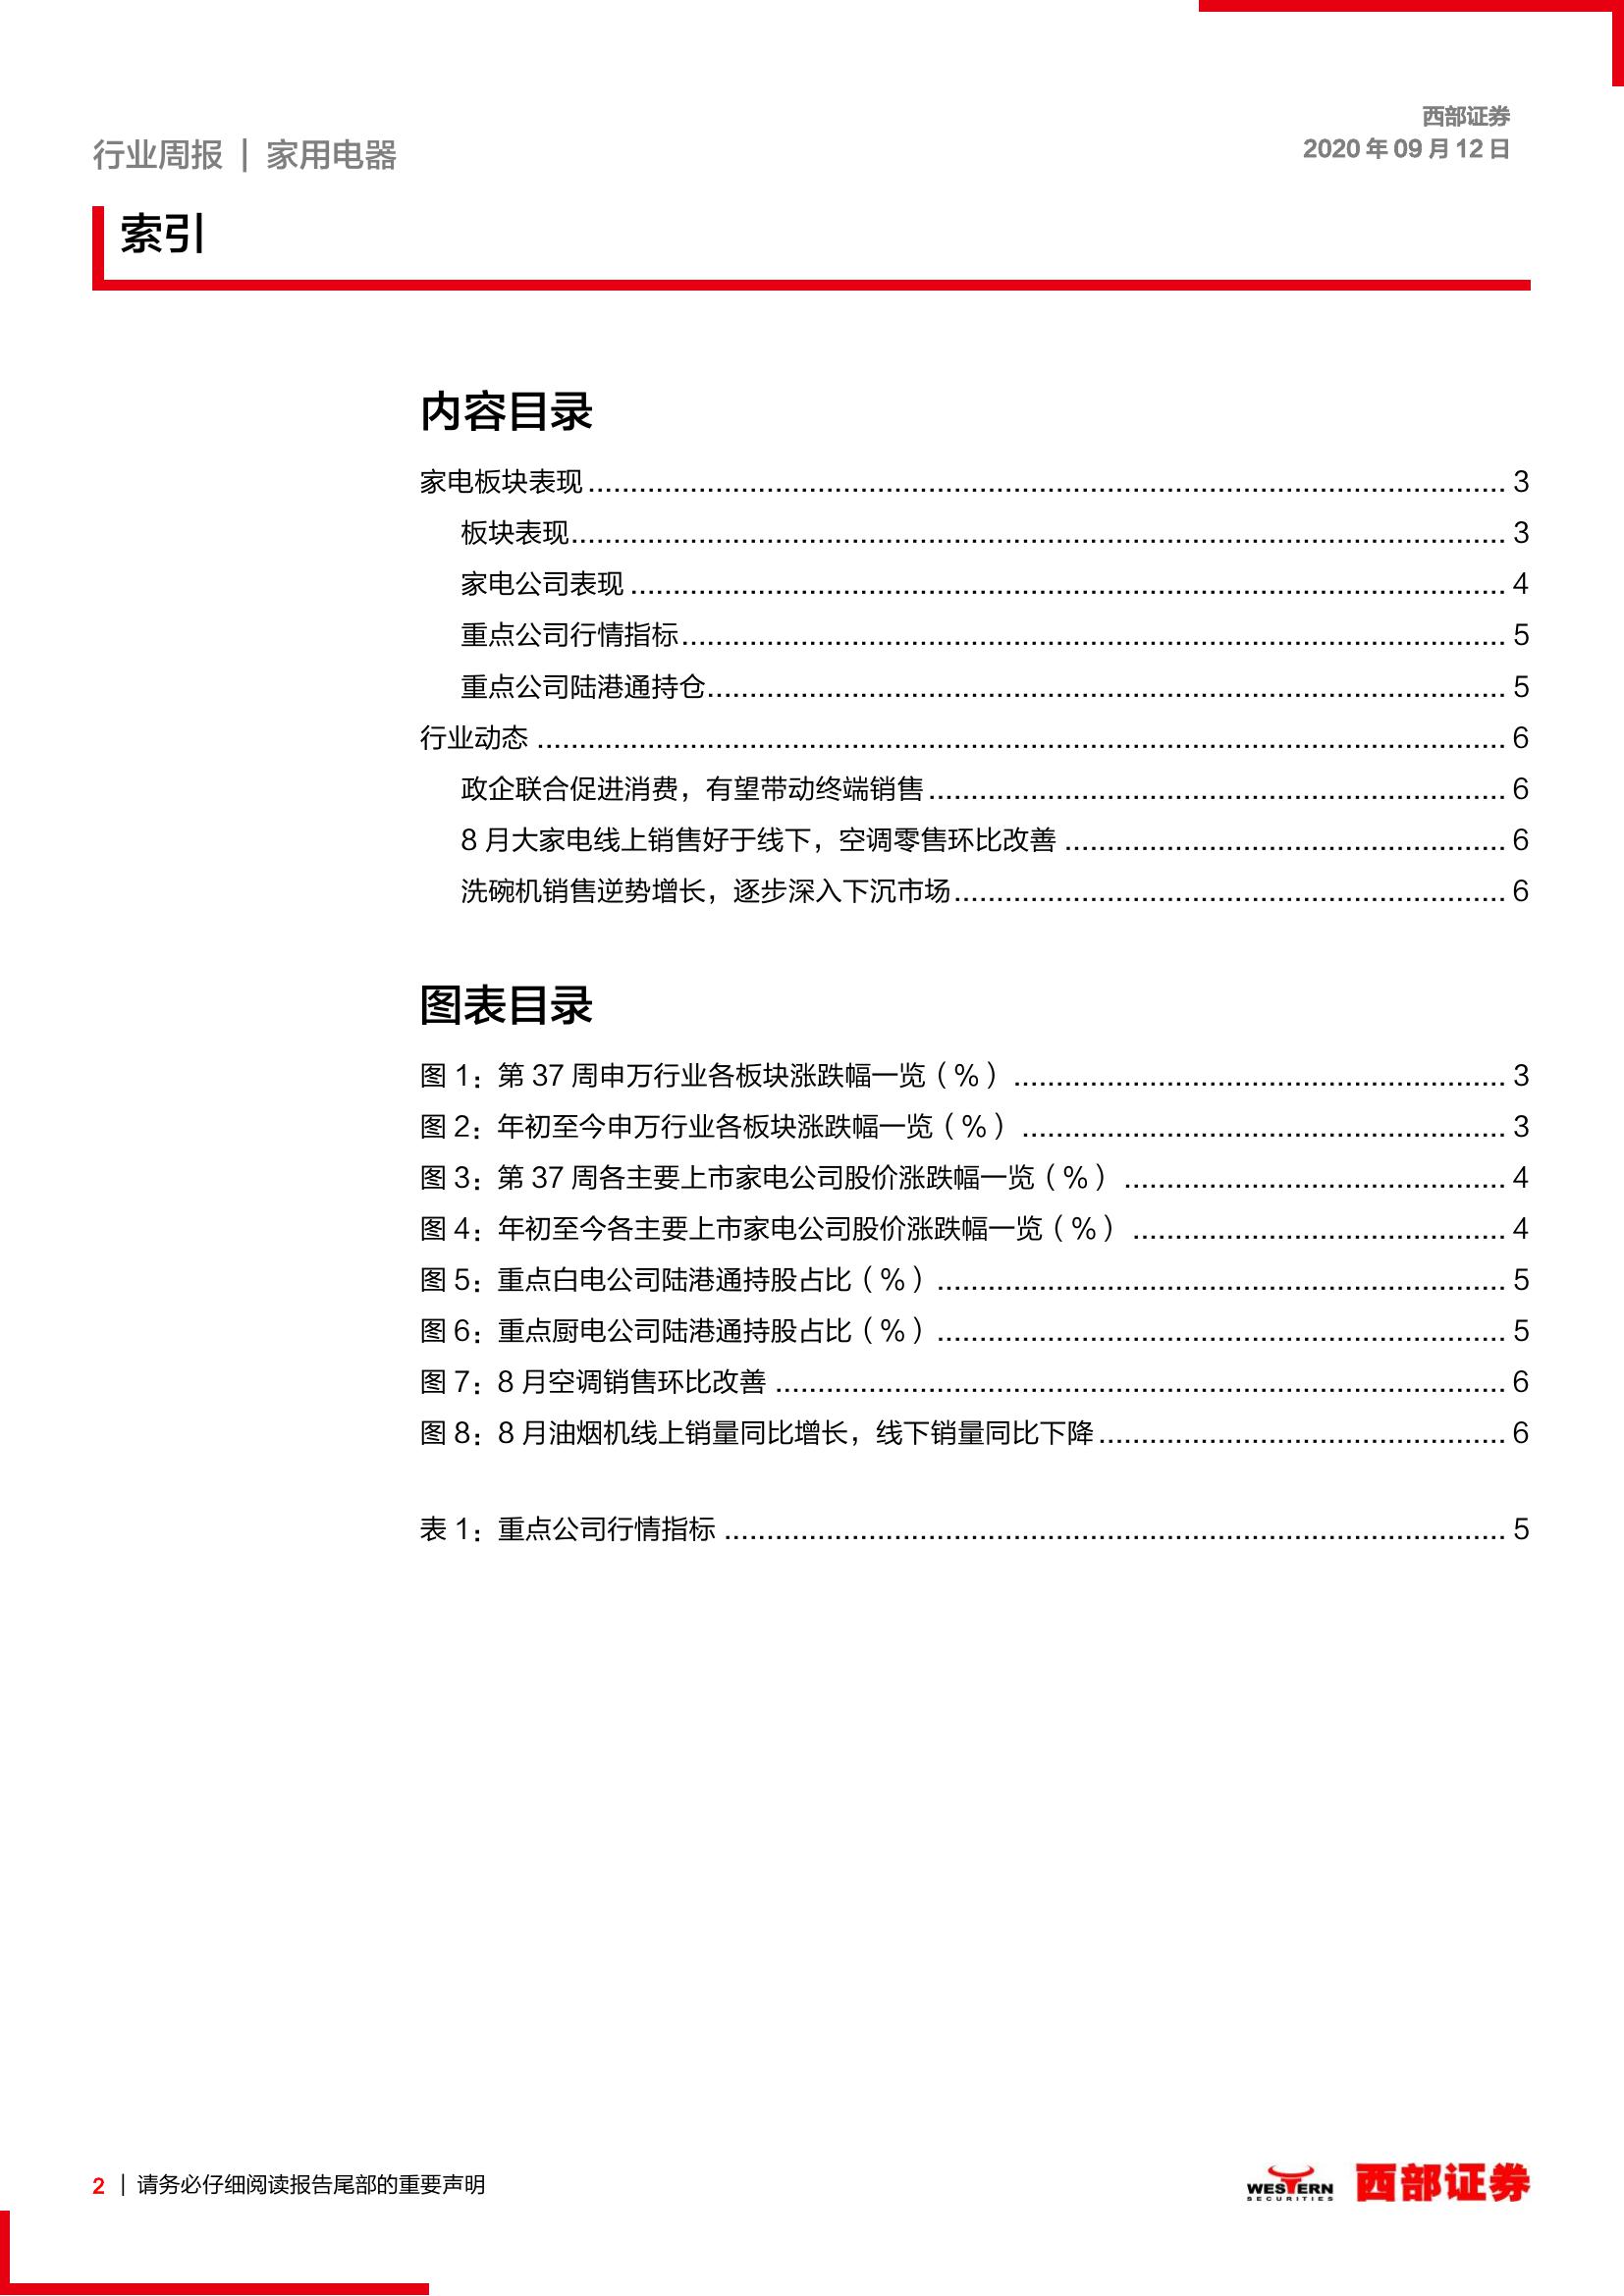 西部证券
行业周报 | 家用电器
2020 年 09 月 12 日
索引
内容目录
家电板块表现 3
板块表现 3
家电公司表现 4
重点公司行情指标 5
重点公司陆港通持仓 5
行业动态 6
政企联合促进消费，有望带动终端销售 6
8 月大家电线上销售好于线下，空调零售环比改善 6
洗碗机销售逆势增长，逐步深入下沉市场 6
图表目录
图 1：第 37 周申万行业各板块涨跌幅一览（%） 3
图 2：年初至今申万行业各板块涨跌幅一览（%） 3
图 3：第 37 周各主要上市家电公司股价涨跌幅一览（%） 4
图 4：年初至今各主要上市家电公司股价涨跌幅一览（%） 4
图 5：重点白电公司陆港通持股占比（%） 5
图 6：重点厨电公司陆港通持股占比（%） 5
图 7：8 月空调销售环比改善 6
图 8：8 月油烟机线上销量同比增长，线下销量同比下降 6
表 1：重点公司行情指标 5
2 | 请务必仔细阅读报告尾部的重要声明
WESTERN
SECURITIES
西部证券